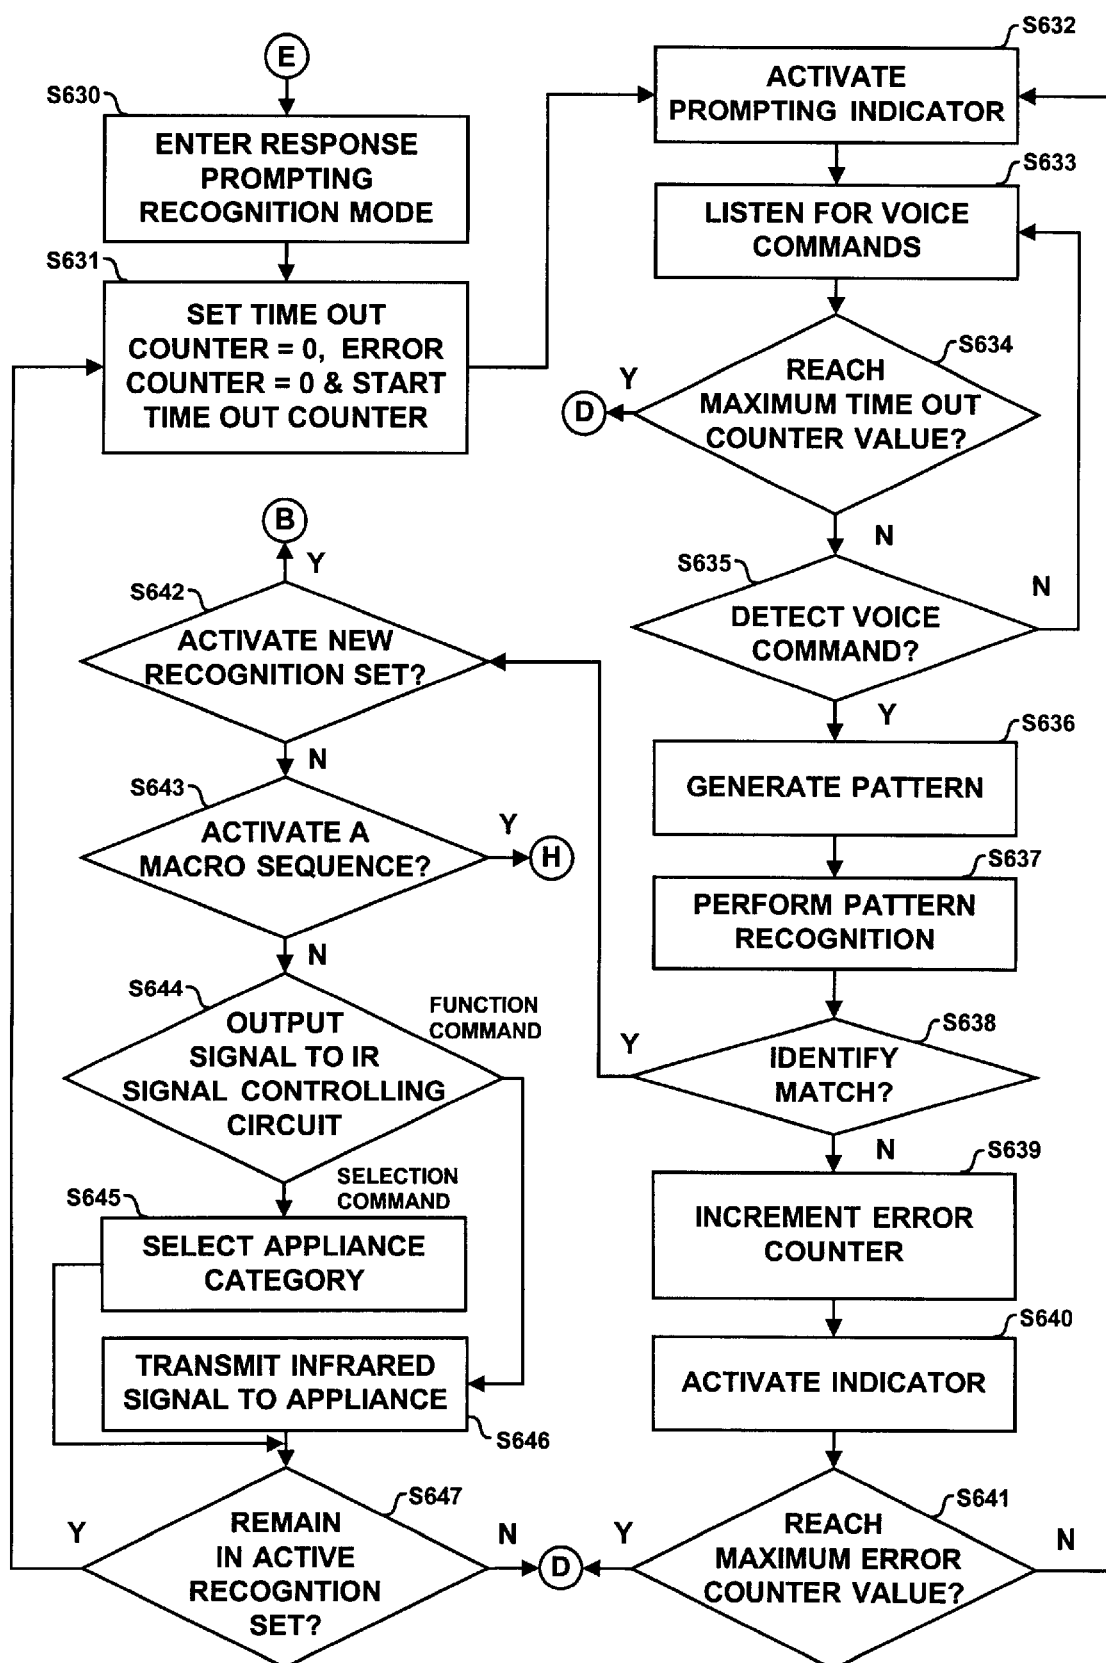 E
S630
ENTER RESPONSE
PROMPTING
RECOGNITION MODE
S631
SET TIME OUT
COUNTER = 0, ERROR
COUNTER = 0 & START
TIME OUT COUNTER
S632
ACTIVATE
PROMPTING INDICATOR
S633
LISTEN FOR VOICE
COMMANDS
S634
REACH
MAXIMUM TIME OUT
COUNTER VALUE?
Y
D
N
S635
DETECT VOICE
COMMAND?
N
Y
S636
GENERATE PATTERN
S637
PERFORM PATTERN
RECOGNITION
S638
IDENTIFY
MATCH?
Y
N
S639
INCREMENT ERROR
COUNTER
S640
ACTIVATE INDICATOR
S641
REACH
MAXIMUM ERROR
COUNTER VALUE?
Y
N
B
Y
S642
ACTIVATE NEW
RECOGNITION SET?
N
S643
ACTIVATE A
MACRO SEQUENCE?
Y
H
N
S644
OUTPUT
SIGNAL TO IR
SIGNAL CONTROLLING
CIRCUIT
FUNCTION
COMMAND
SELECTION
COMMAND
S645
SELECT APPLIANCE
CATEGORY
TRANSMIT INFRARED
SIGNAL TO APPLIANCE
S646
S647
REMAIN
IN ACTIVE
RECOGNTION
SET?
Y
N
D